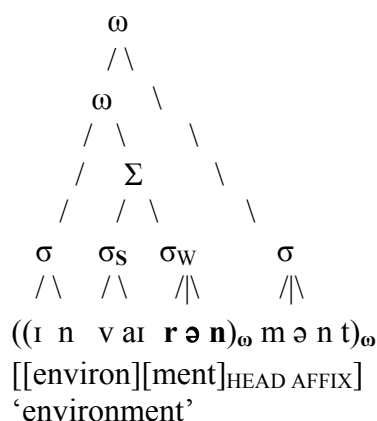 ω
/ \
ω \
/ \ \
/ Σ \
/ / \ \
σ σS σW σ
/ \ / \ /|\ /|\
((ɪ n v aɪ r ə n)ω m ə n t)ω
[[environ][ment]HEAD AFFIX]
‘environment’